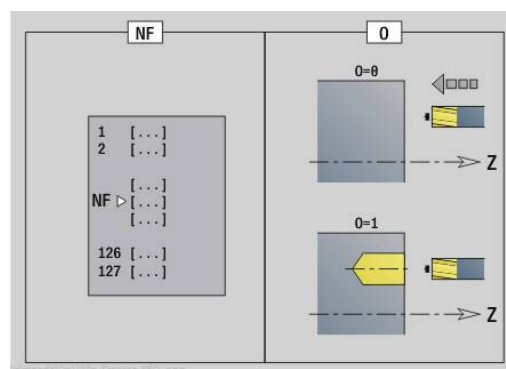 NF
1 [...]
2 [...]
[...]
NF [...]
[...]
126 [...]
127 [...]
O
O=0
Z
O=1
Z